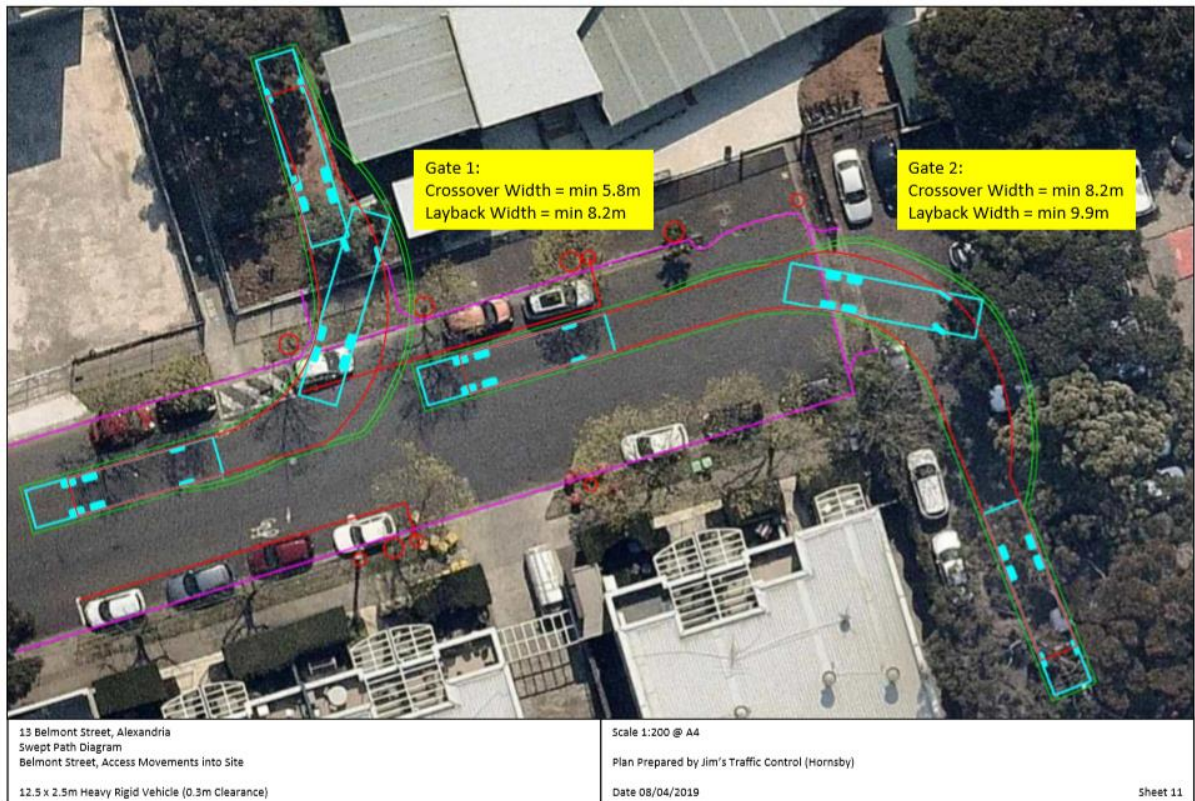 Gate 1:
Crossover Width = min 5.8m
Layback Width = min 8.2m
Gate 2:
Crossover Width = min 8.2m
Layback Width = min 9.9m
13 Belmont Street, Alexandria
Swept Path Diagram
Belmont Street, Access Movements into Site
12.5 x 2.5m Heavy Rigid Vehicle (0.3m Clearance)
Scale 1:200 @ A4
Plan Prepared by Jim's Traffic Control (Hornsby)
Date 08/04/2019
Sheet 11